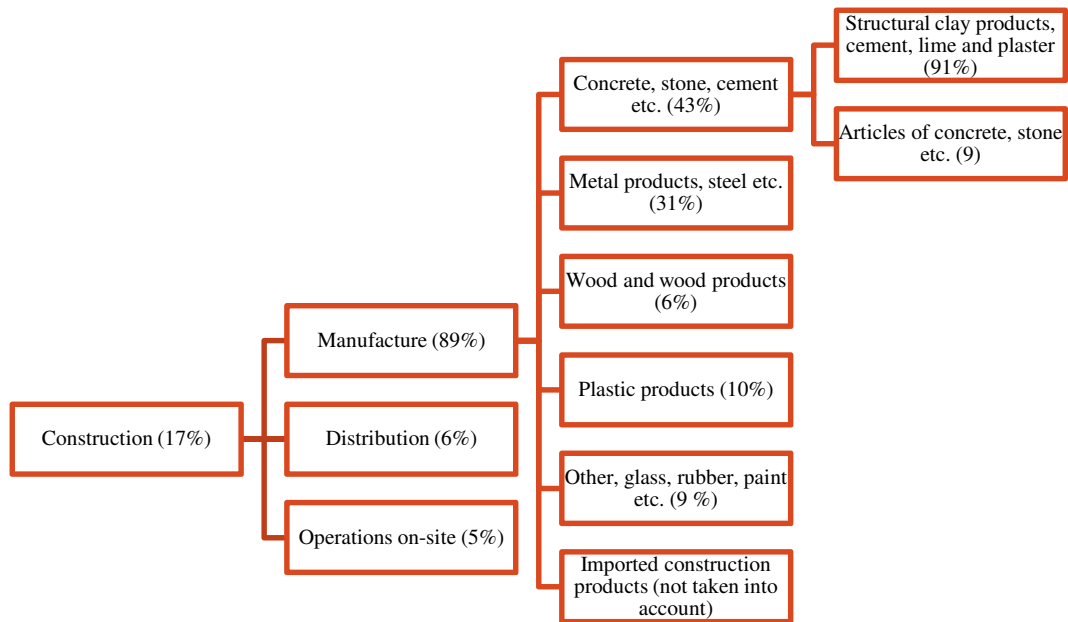 Construction (17%)
Manufacture (89%)
Distribution (6%)
Operations on-site (5%)
Concrete, stone, cement
etc. (43%)
Metal products, steel etc.
(31%)
Wood and wood products
(6%)
Plastic products (10%)
Other, glass, rubber, paint
etc. (9 %)
Imported construction
products (not taken into
account)
Structural clay products,
cement, lime and plaster
(91%)
Articles of concrete, stone
etc. (9)